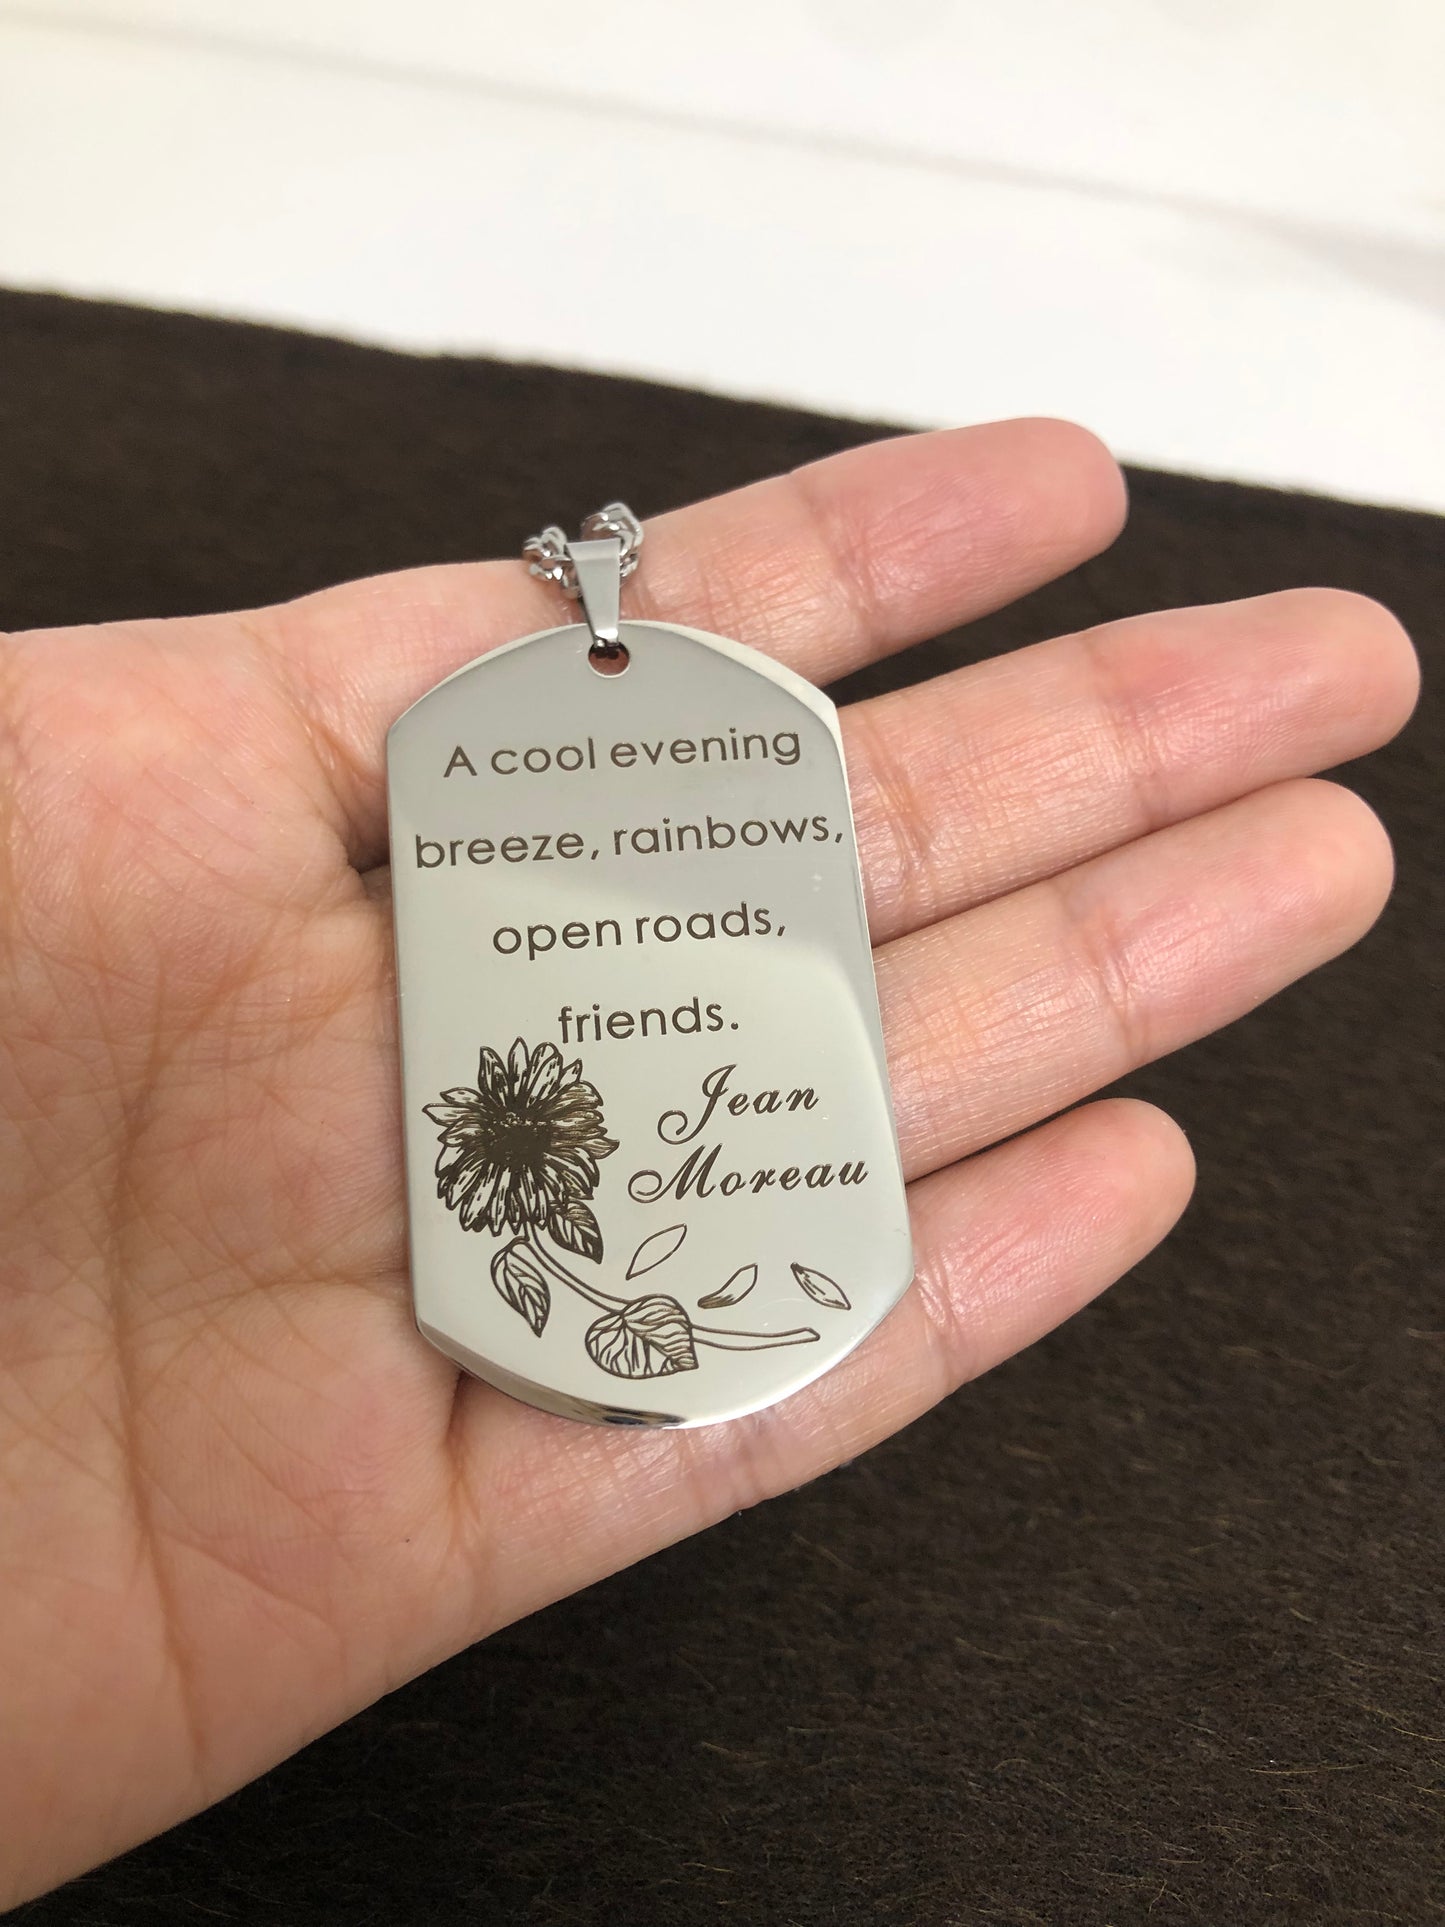 A cool evening
breeze, rainbows,
open roads,
friends.
Jean
Moreau